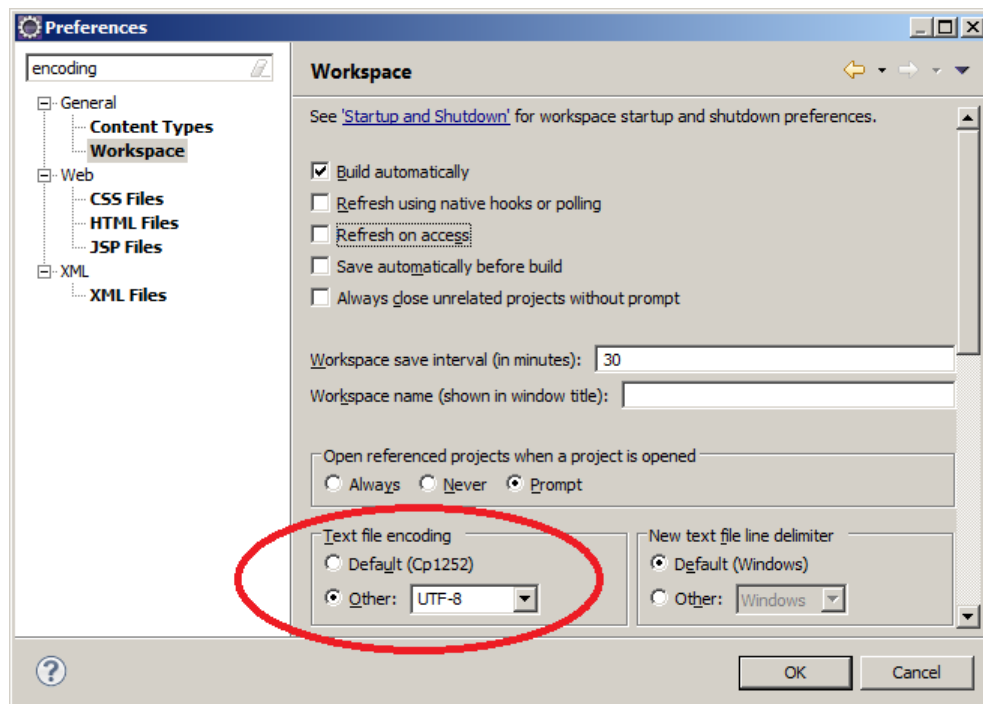 Preferences
encoding
General
Content Types
Workspace
Web
CSS Files
HTML Files
JSP Files
XML
XML Files
Workspace
See 'Startup and Shutdown' for workspace startup and shutdown preferences.
Build automatically
Refresh using native hooks or polling
Refresh on access
Save automatically before build
Always close unrelated projects without prompt
Workspace save interval (in minutes): 30
Workspace name (shown in window title):
Open referenced projects when a project is opened
Always Never Prompt
Text file encoding
Default (Cp1252)
Other: UTF-8
New text file line delimiter
Default (Windows)
Other: Windows
? OK Cancel